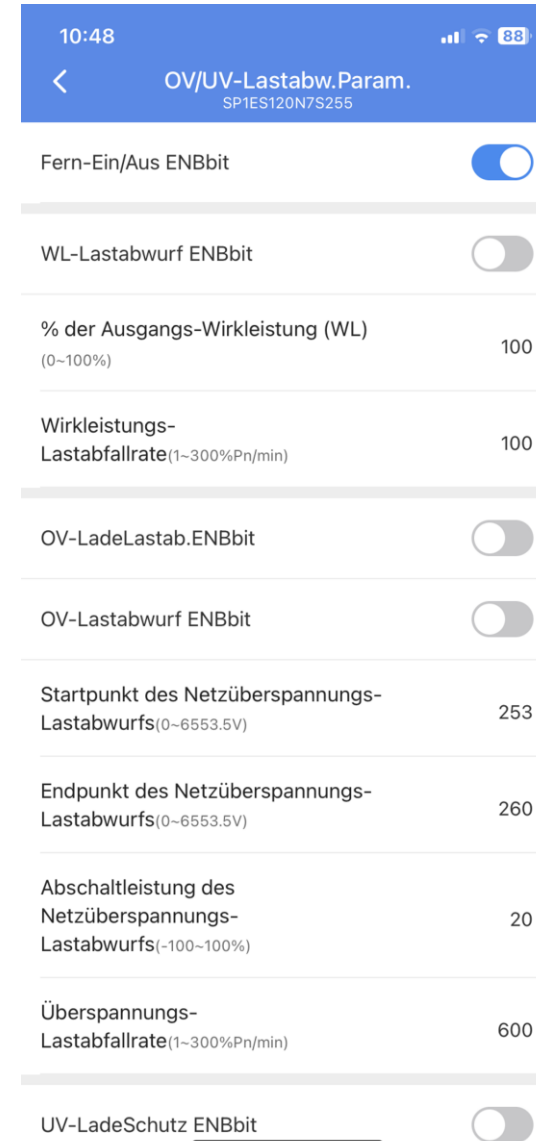 10:48
88
OV/UV-Lastabw.Param.
SP1ES120N7S255
Fern-Ein/Aus ENBbit
WL-Lastabwurf ENBbit
% der Ausgangs-Wirkleistung (WL)
(0~100%)
100
Wirkleistungs-
Lastabfallrate(1~300%Pn/min)
100
OV-LadeLastab.ENBbit
OV-Lastabwurf ENBbit
Startpunkt des Netzüberspannungs-
Lastabwurfs(0~6553.5V)
253
Endpunkt des Netzüberspannungs-
Lastabwurfs(0~6553.5V)
260
Abschaltleistung des
Netzüberspannungs-
Lastabwurfs(-100~100%)
20
Überspannungs-
Lastabfallrate(1~300%Pn/min)
600
UV-LadeSchutz ENBbit